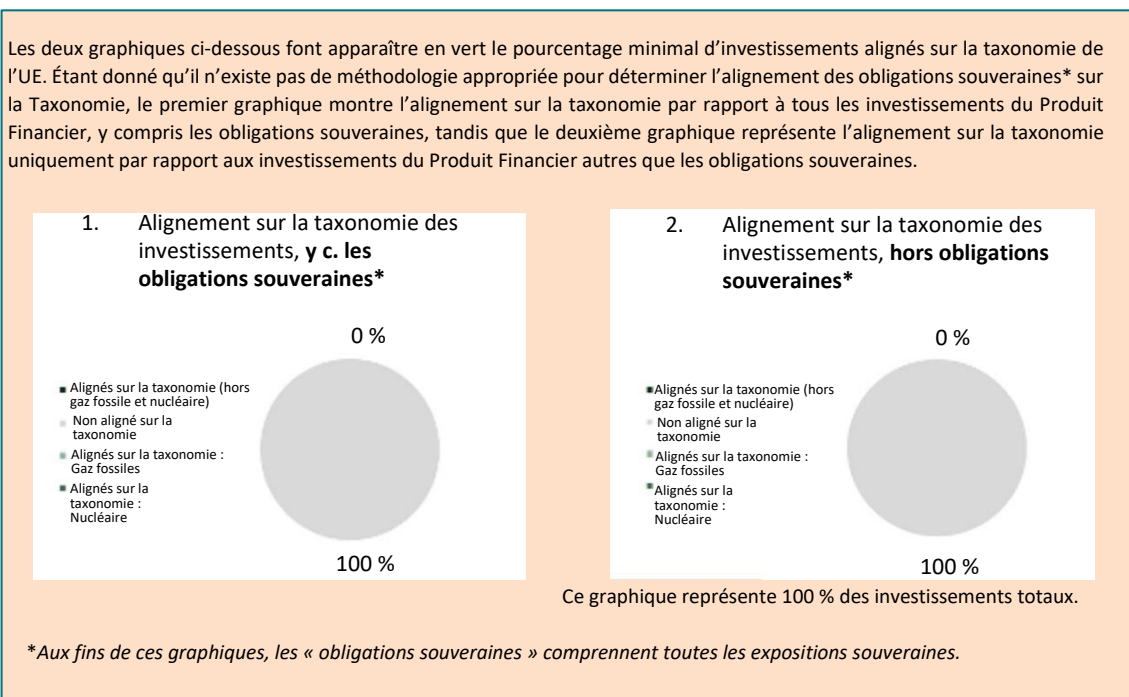 Les deux graphiques ci-dessous font apparaître en vert le pourcentage minimal d’investissements alignés sur la taxonomie de
l’UE. Étant donné qu’il n’existe pas de méthodologie appropriée pour déterminer l’alignement des obligations souveraines* sur
la Taxonomie, le premier graphique montre l’alignement sur la taxonomie par rapport à tous les investissements du Produit
Financier, y compris les obligations souveraines, tandis que le deuxième graphique représente l’alignement sur la taxonomie
uniquement par rapport aux investissements du Produit Financier autres que les obligations souveraines.
1. Alignement sur la taxonomie des
investissements, y c. les
obligations souveraines*
0 %
Alignés sur la taxonomie (hors
gaz fossile et nucléaire)
Non aligné sur la
taxonomie
Alignés sur la taxonomie :
Gaz fossiles
Alignés sur la
taxonomie :
Nucléaire
100 %
2. Alignement sur la taxonomie des
investissements, hors obligations
souveraines*
0 %
Alignés sur la taxonomie (hors
gaz fossile et nucléaire)
Non aligné sur la
taxonomie
Alignés sur la taxonomie :
Gaz fossiles
Alignés sur la
taxonomie :
Nucléaire
100 %
Ce graphique représente 100 % des investissements totaux.
*Aux fins de ces graphiques, les « obligations souveraines » comprennent toutes les expositions souveraines.